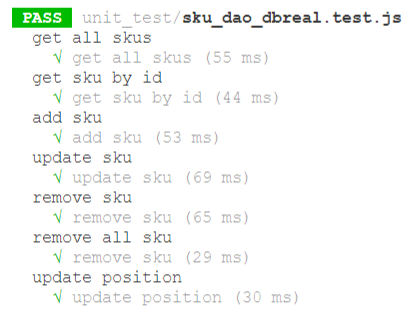 PASS unit_test/sku_dao_dbreal.test.js
get all skus
√ get all skus (55 ms)
get sku by id
√ get sku by id (44 ms)
add sku
√ add sku (53 ms)
update sku
√ update sku (69 ms)
remove sku
√ remove sku (65 ms)
remove all sku
√ remove sku (29 ms)
update position
√ update position (30 ms)